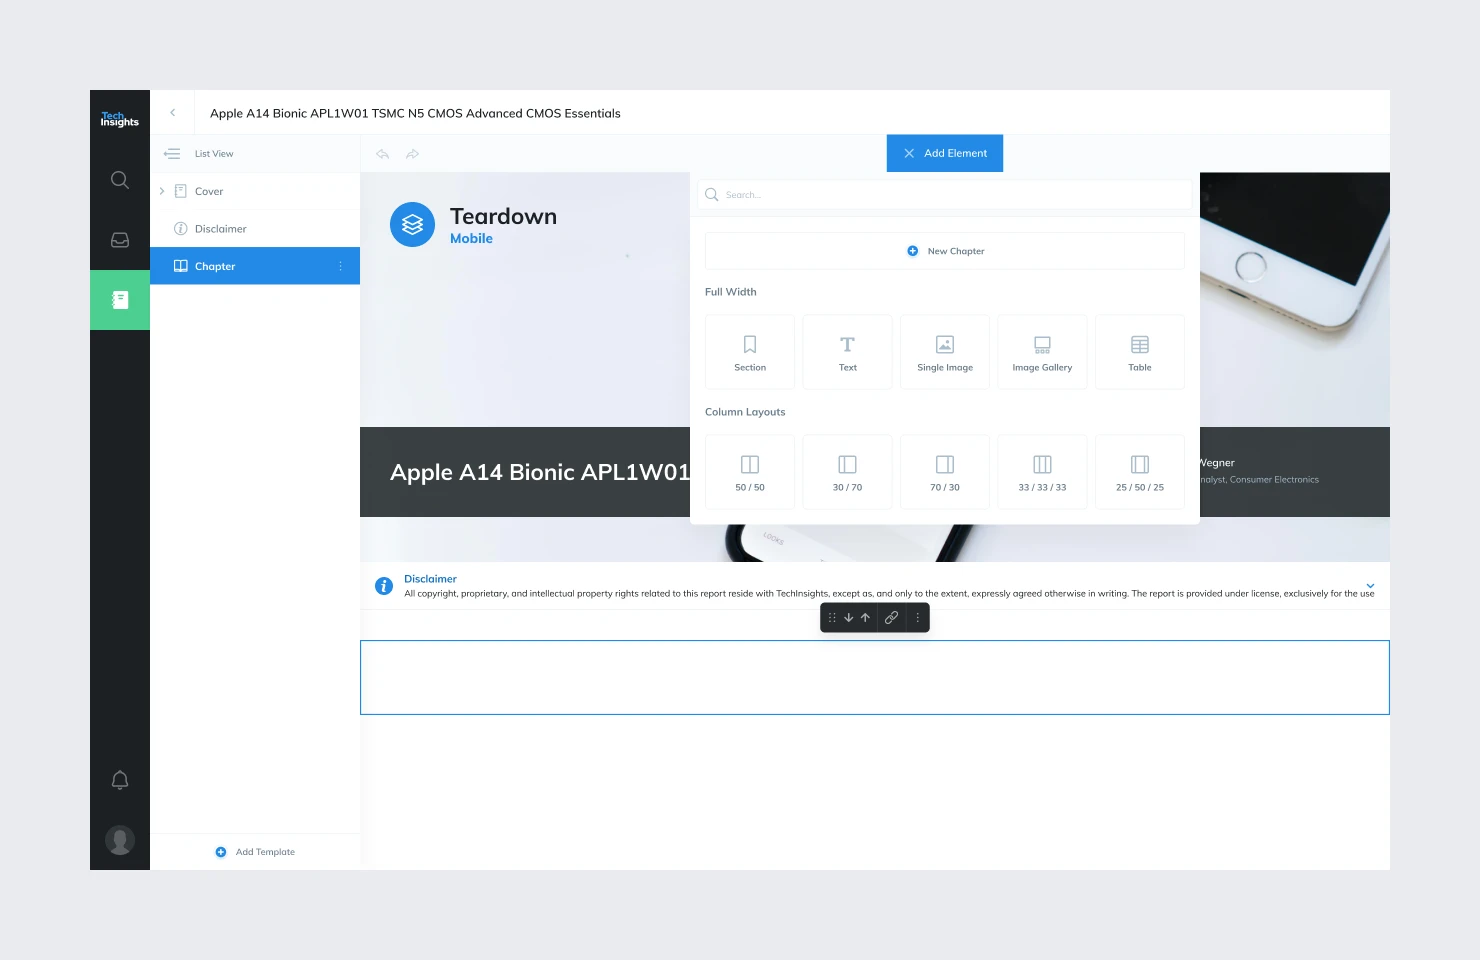 Tech
Insights
Apple A14 Bionic APL1W01 TSMC N5 CMOS Advanced CMOS Essentials
List View
Add Element
Cover
Disclaimer
Chapter
Add Template
Teardown
Mobile
Search...
New Chapter
Full Width
Section
Text
Single Image
Image Gallery
Table
Column Layouts
50 / 50
30 / 70
70 / 30
33 / 33 / 33
25 / 50 / 25
Apple A14 Bionic APL1W01
Wegner
nalyst, Consumer Electronics
LOOKS
Disclaimer
All copyright, proprietary, and intellectual property rights related to this report reside with TechInsights, except as, and only to the extent, expressly agreed otherwise in writing. The report is provided under license, exclusively for the use